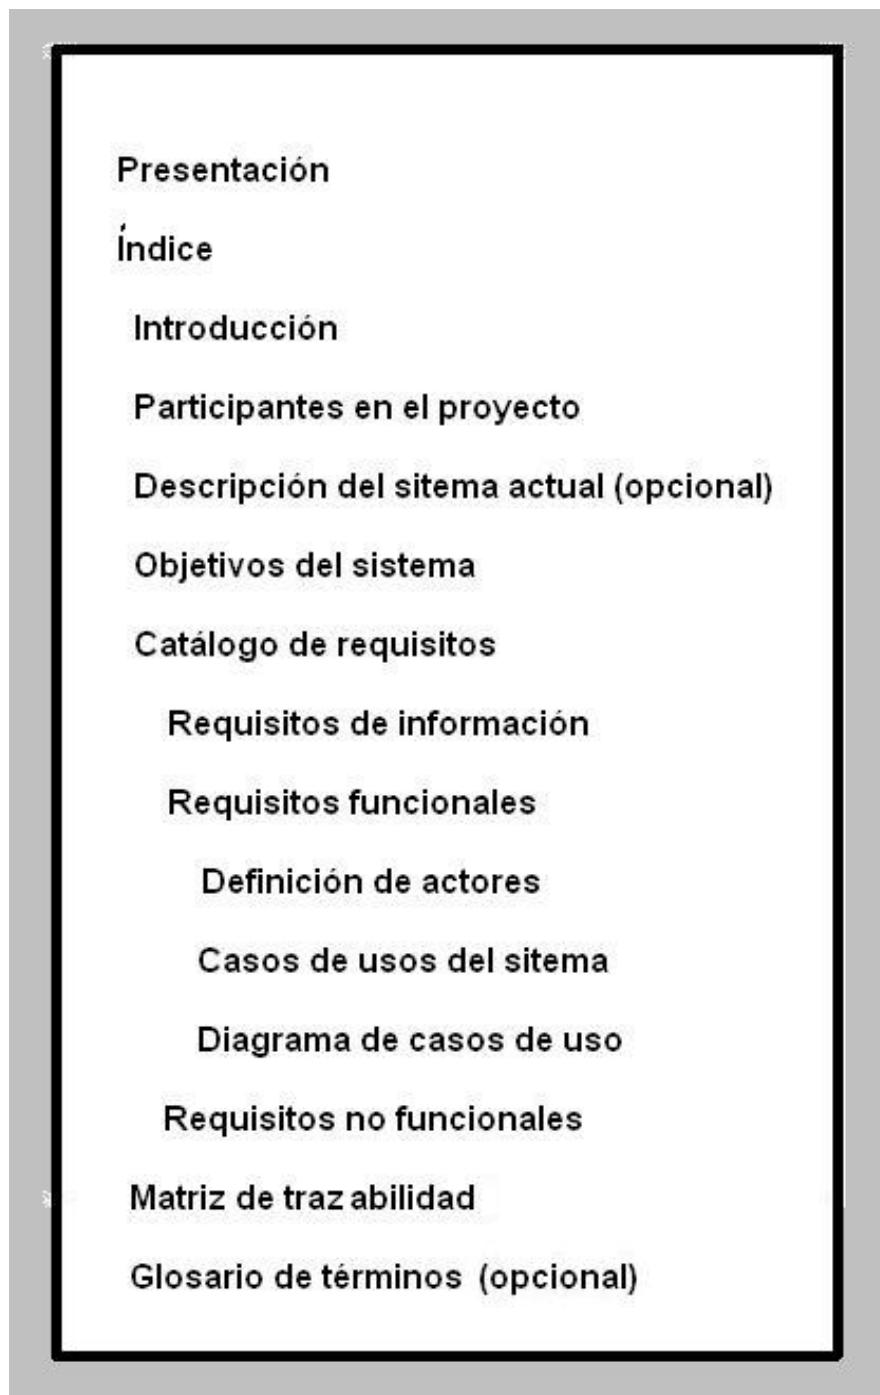 Presentación
Índice
Introducción
Participantes en el proyecto
Descripción del sitema actual (opcional)
Objetivos del sistema
Catálogo de requisitos
Requisitos de información
Requisitos funcionales
Definición de actores
Casos de usos del sitema
Diagrama de casos de uso
Requisitos no funcionales
Matriz de trazabilidad
Glosario de términos (opcional)